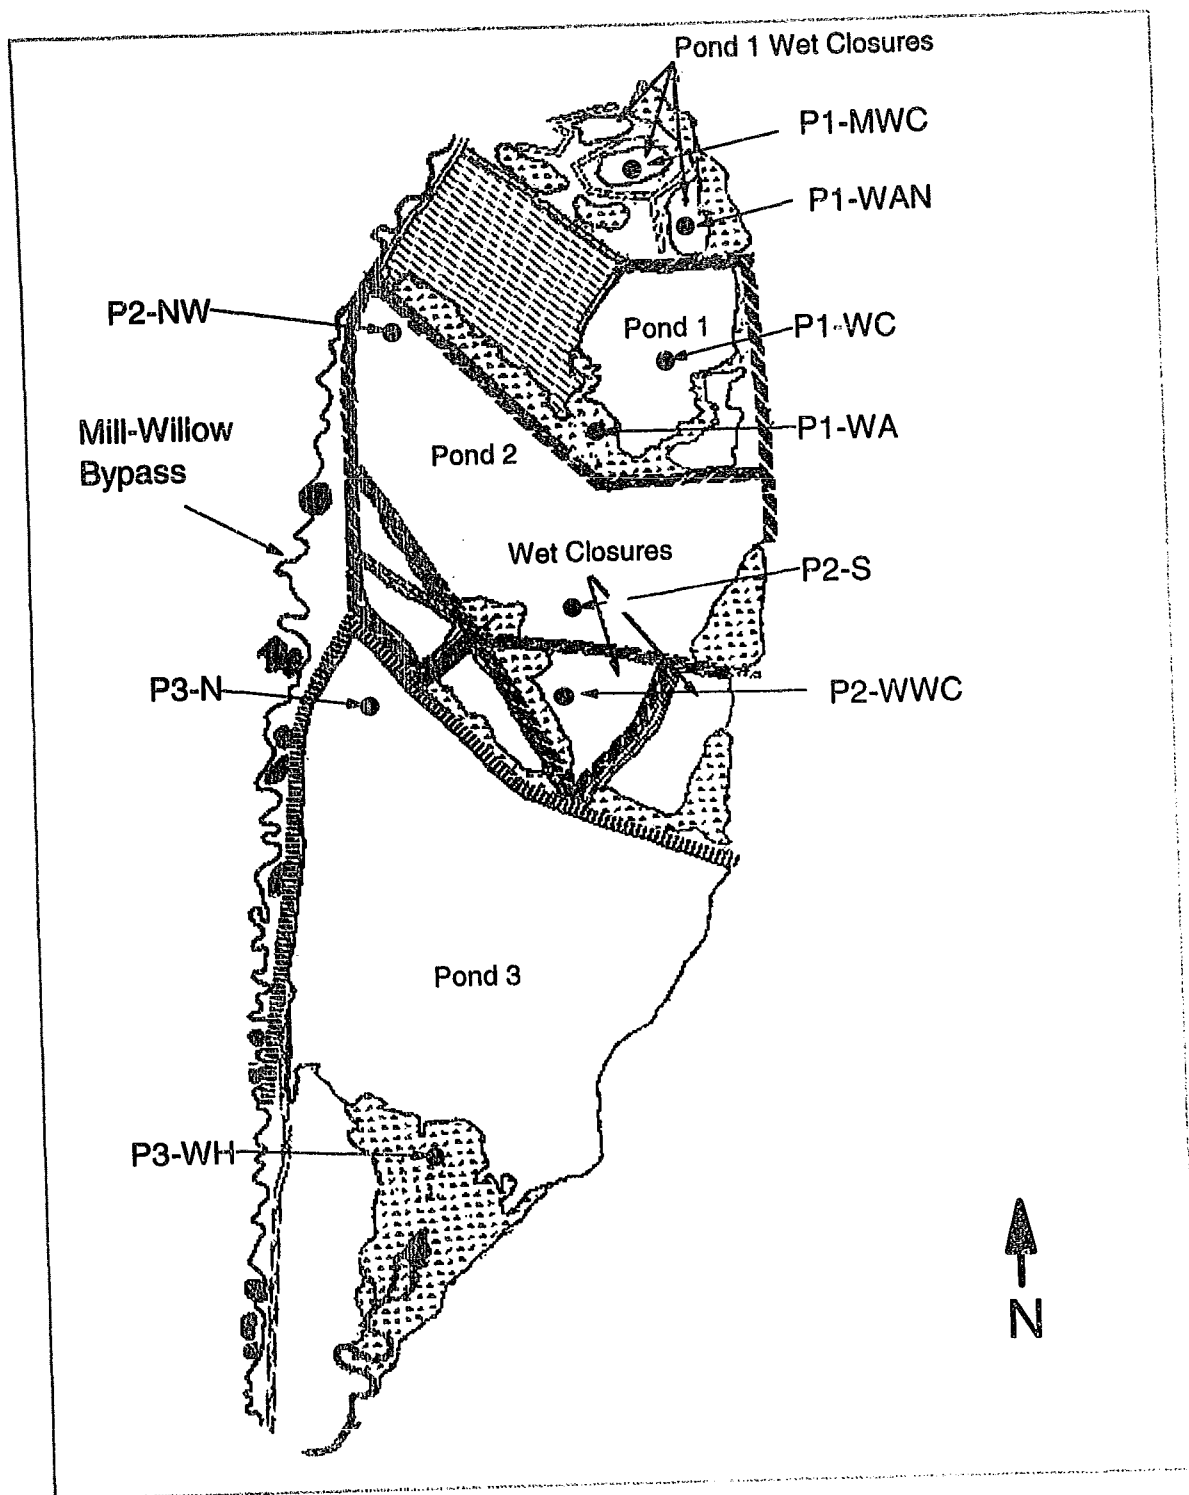 Pond 1 Wet Closures
P1-MWC
P1-WAN
P2-NW
Pond 1
P1-WC
Mill-Willow
Bypass
Pond 2
P1-WA
Wet Closures
P2-S
P3-N
P2-WWC
Pond 3
P3-WH
N